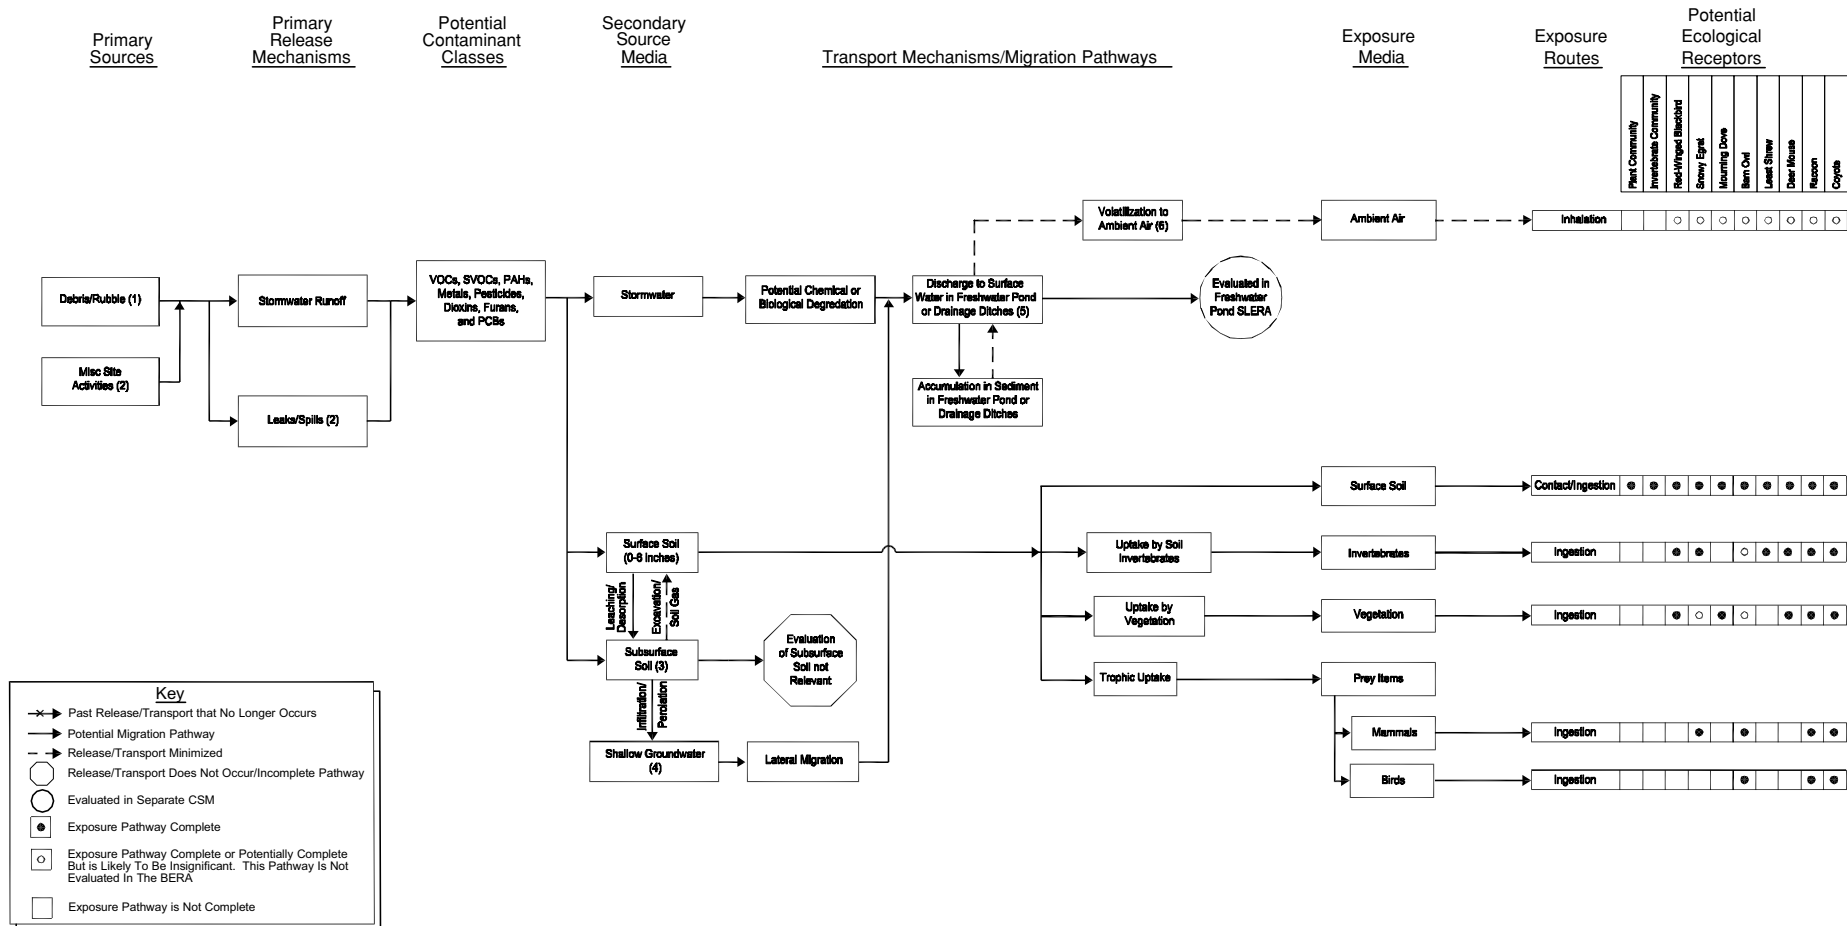 Primary
Sources
Primary
Release
Mechanisms
Potential
Contaminant
Classes
Secondary
Source
Media
Transport Mechanisms/Migration Pathways
Exposure
Media
Exposure
Routes
Potential
Ecological
Receptors
Plant Community
Invertebrate Community
Red-Winged Blackbird
Snowy Egret
Mourning Dove
Barn Owl
Least Shrew
Deer Mouse
Racoon
Coyote
Volatilization to
Ambient Air (6)
Ambient Air
Inhalation
Debris/Rubble (1)
Stormwater Runoff
VOCs, SVOCs, PAHs,
Metals, Pesticides,
Dioxins, Furans,
and PCBs
Stormwater
Potential Chemical or
Biological Degredation
Discharge to Surface
Water in Freshwater Pond
or Drainage Ditches (5)
Evaluated in
Freshwater
Pond SLERA
Misc Site
Activities (2)
Leaks/Spills (2)
Accumulation in Sediment
in Freshwater Pond or
Drainage Ditches
Surface Soil
Contact/Ingestion
Surface Soil
(0-6 inches)
Uptake by Soil
Invertebrates
Invertebrates
Ingestion
Leaching/
Desorption
Excavation/
Soil Gas
Uptake by
Vegetation
Vegetation
Ingestion
Subsurface
Soil (3)
Evaluation
of Subsurface
Soil not
Relevant
Trophic Uptake
Prey Items
Infiltration/
Percolation
Mammals
Ingestion
Shallow Groundwater
(4)
Lateral Migration
Birds
Ingestion
Key
Past Release/Transport that No Longer Occurs
Potential Migration Pathway
Release/Transport Minimized
Release/Transport Does Not Occur/Incomplete Pathway
Evaluated in Separate CSM
Exposure Pathway Complete
Exposure Pathway Complete or Potentially Complete
But is Likely To Be Insignificant. This Pathway Is Not
Evaluated In The BERA
Exposure Pathway is Not Complete